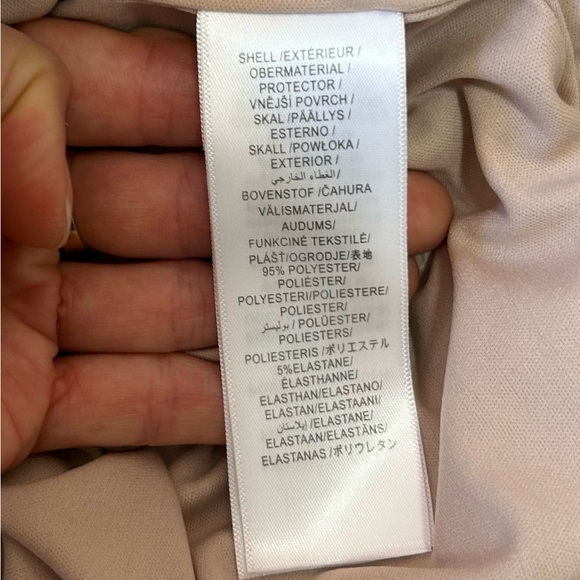 SHELL /EXTÉRIEUR /
OBERMATERIAL /
PROTECTOR /
VNĚJŠÍ POVRCH /
SKAL /PÄÄLLYS /
ESTERNO /
SKALL /POWŁOKA /
EXTERIOR /
الغطاء الخارجي /
BOVENSTOF /ČAHURA
VÄLISMATERJAL/
AUDUMS/
FUNKCINĖ TEKSTILĖ/
PLÁŠŤ/OGRODJE/表地
95% POLYESTER/
POLIÉSTER/
POLYESTERI/POLIESTERE/
POLIESTER/
بوليستر / POLÜESTER/
POLIESTERS/
POLIESTERIS /ポリエステル
5%ELASTANE/
ÉLASTHANNE/
ELASTHAN/ELASTANO/
ELASTAN/ELASTAANI/
إيلاستان /ELASTANE/
ELASTAAN/ELASTĀNS/
ELASTANAS /ポリウレタン